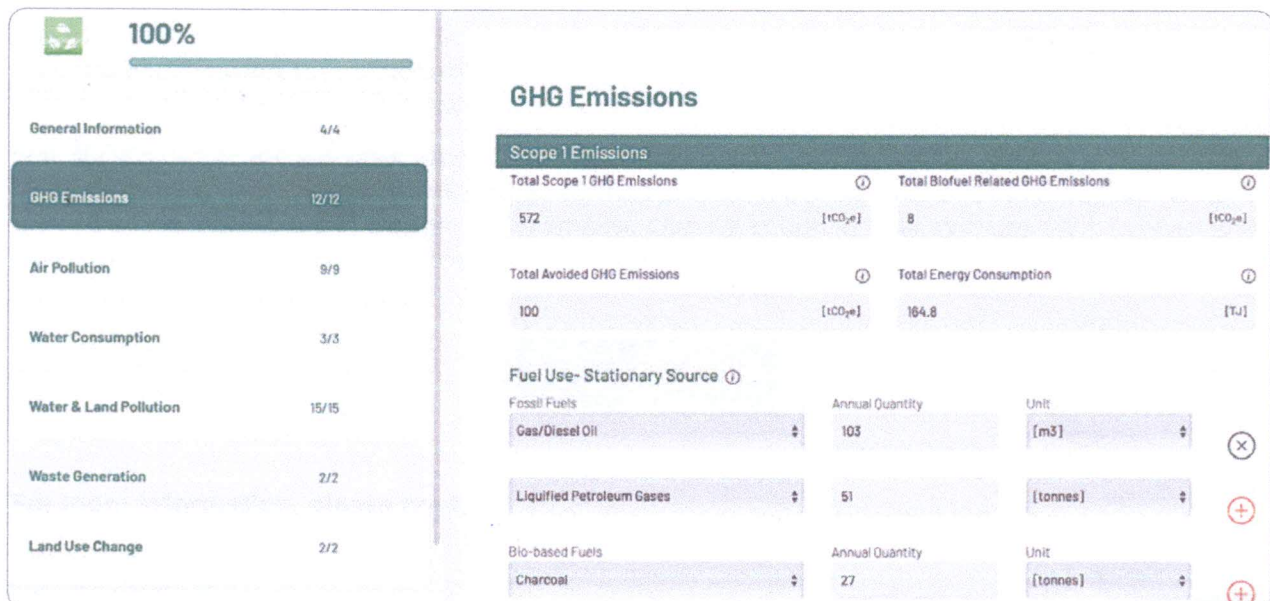 100%
General Information 4/4
GHG Emissions 12/12
Air Pollution 9/9
Water Consumption 3/3
Water & Land Pollution 15/15
Waste Generation 2/2
Land Use Change 2/2
GHG Emissions
Scope 1 Emissions
Total Scope 1 GHG Emissions Total Biofuel Related GHG Emissions
572 [tCO₂e] 8 [tCO₂e]
Total Avoided GHG Emissions Total Energy Consumption
100 [tCO₂e] 164.8 [TJ]
Fuel Use- Stationary Source
Fossil Fuels Annual Quantity Unit
Gas/Diesel Oil 103 [m3]
Liquified Petroleum Gases 51 [tonnes]
Bio-based Fuels Annual Quantity Unit
Charcoal 27 [tonnes]